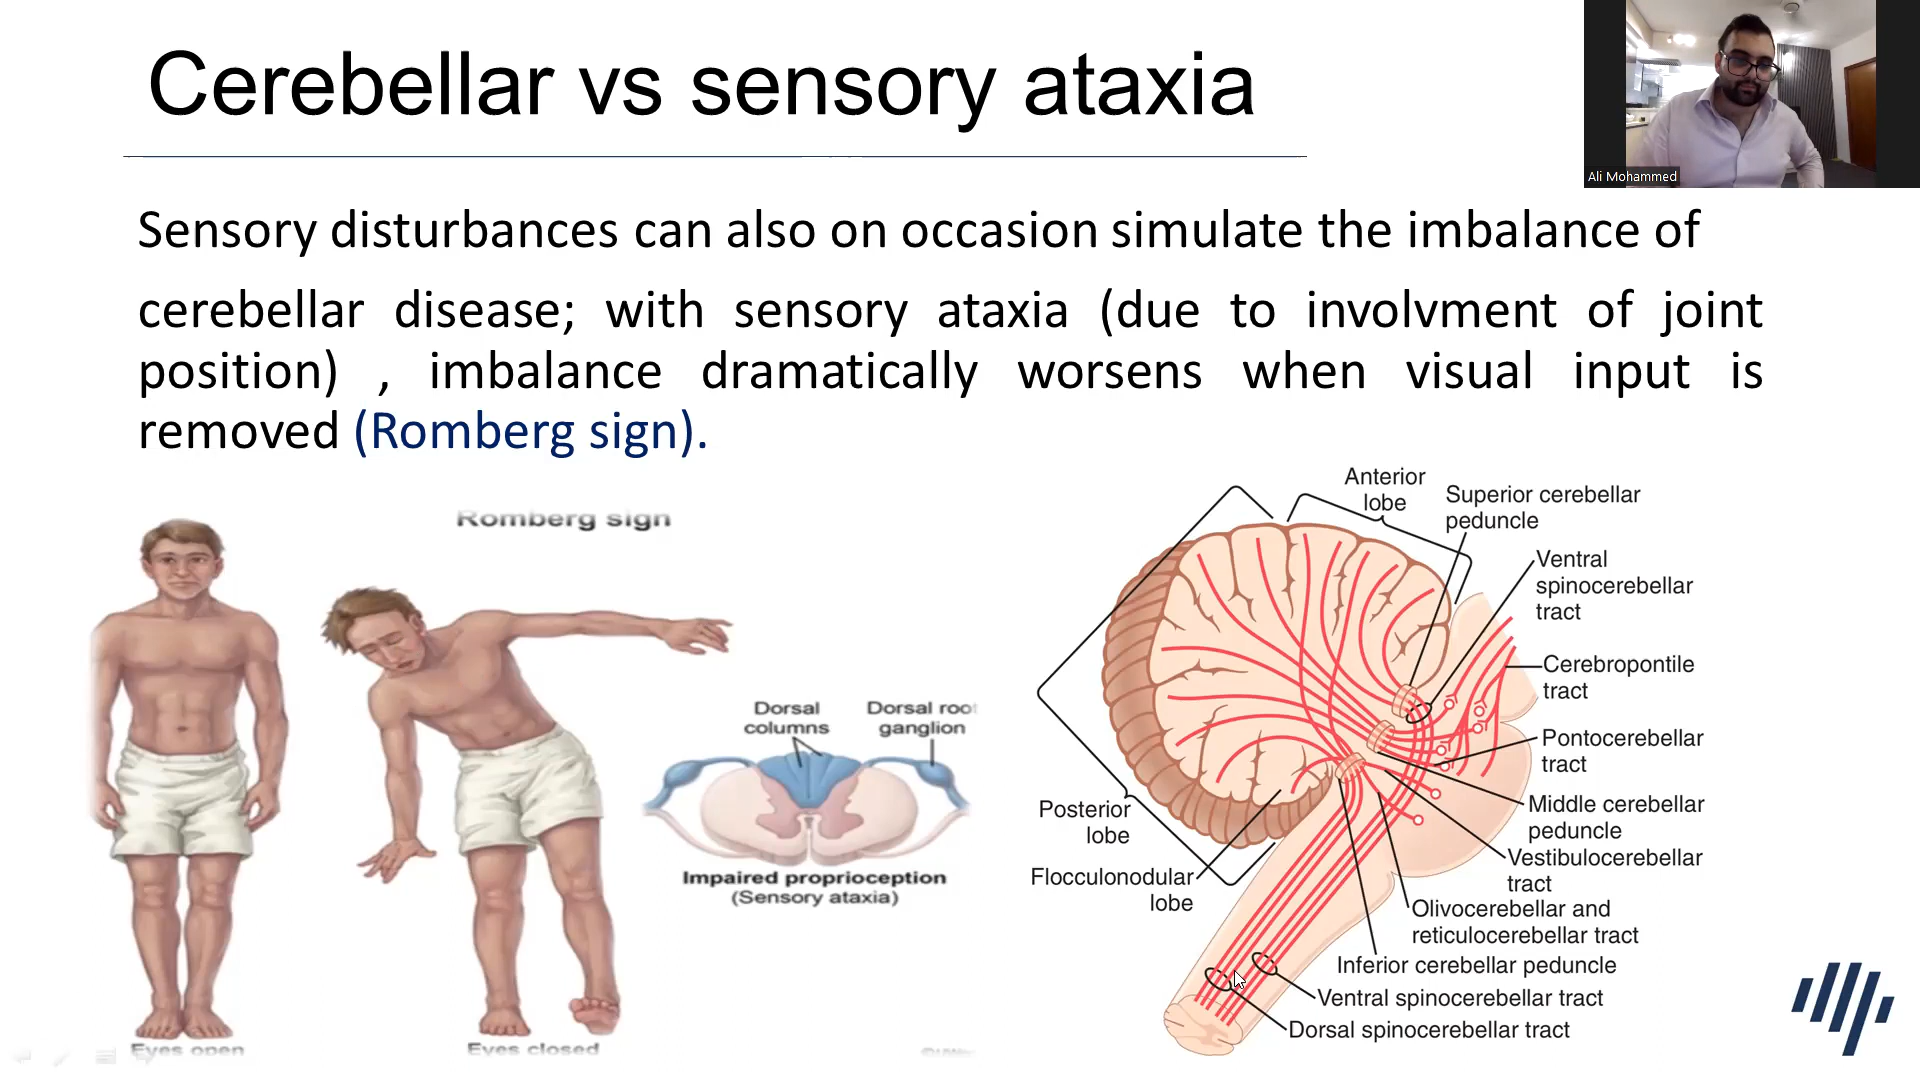 Cerebellar vs sensory ataxia
Ali Mohammed
Sensory disturbances can also on occasion simulate the imbalance of
cerebellar disease; with sensory ataxia (due to involvment of joint
position) , imbalance dramatically worsens when visual input is
removed (Romberg sign).
Romberg sign
Eyes open
Eyes closed
Dorsal
columns
Dorsal root
ganglion
Impaired proprioception
(Sensory ataxia)
Anterior
lobe
Superior cerebellar
peduncle
Ventral
spinocerebellar
tract
Cerebropontile
tract
Pontocerebellar
tract
Middle cerebellar
peduncle
Vestibulocerebellar
tract
Olivocerebellar and
reticulocerebellar tract
Inferior cerebellar peduncle
Ventral spinocerebellar tract
Dorsal spinocerebellar tract
Posterior
lobe
Flocculonodular
lobe